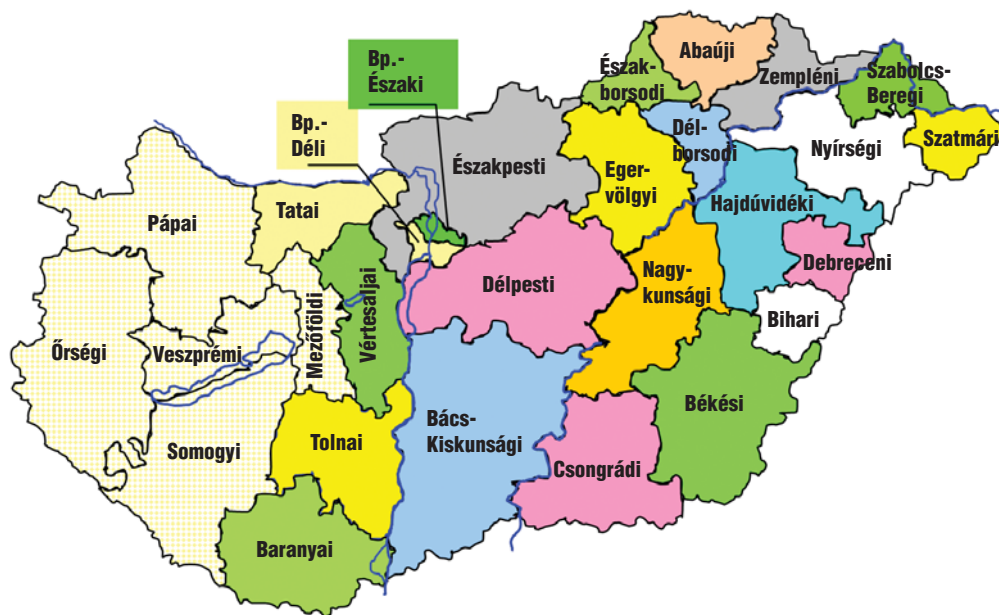 Bp.-
Északi
Bp.-
Déli
Észak-
borsodi
Abaúji
Zempléni
Szabolcs-
Beregi
Szatmári
Nyírségi
Dél-
borsodi
Északpesti
Eger-
völgyi
Hajdúvidéki
Debreceni
Pápai
Tatai
Vértesaljai
Mezőföldi
Délpesti
Nagy-
kunsági
Bihari
Őrségi
Veszprémi
Békési
Bács-
Kiskunsági
Tolnai
Somogyi
Csongrádi
Baranyai